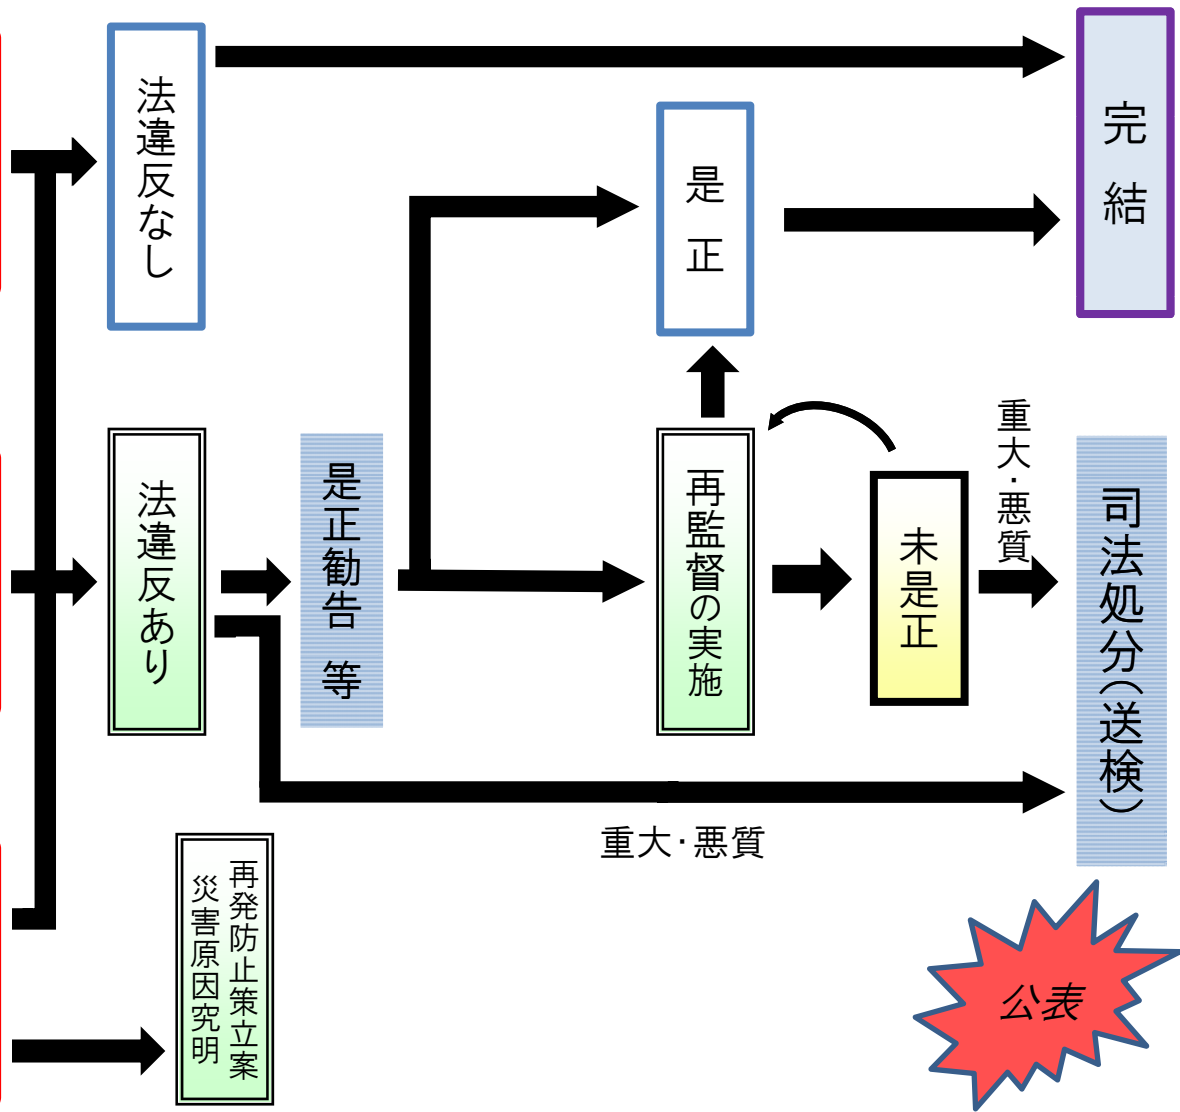 法違反なし
是正
完結
法違反あり
是正勧告 等
再監督の実施
未是正
重大・悪質
司法処分(送検)
重大・悪質
再発防止策立案
災害原因究明
公表